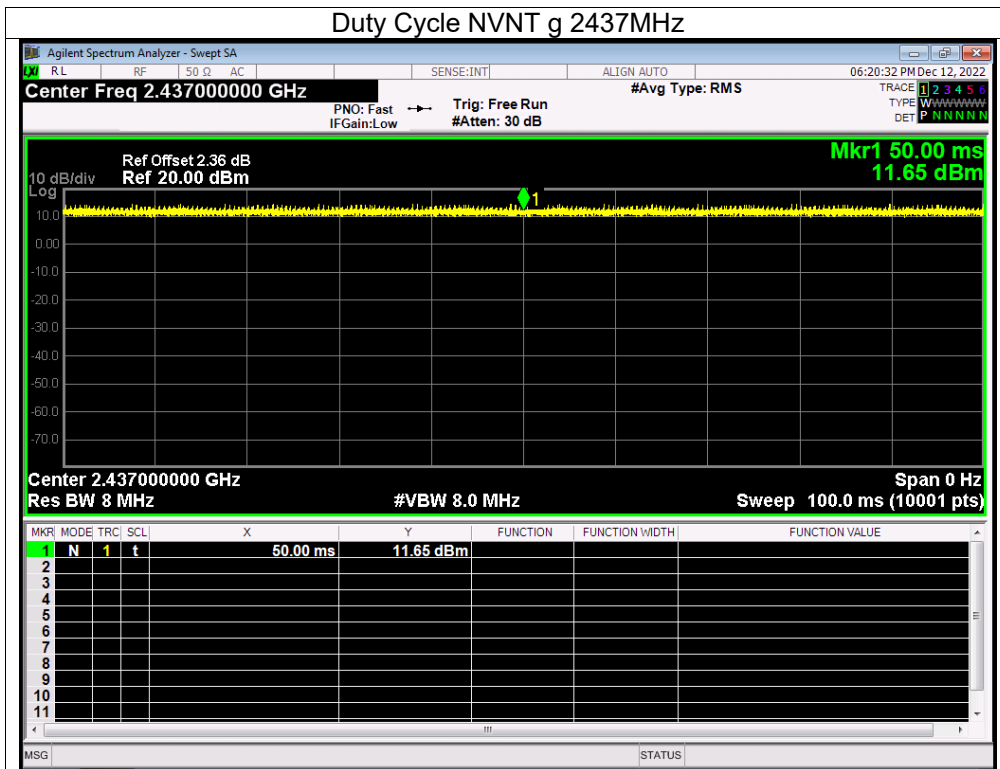 Duty Cycle NVNT g 2437MHz
Agilent Spectrum Analyzer - Swept SA
LXI RL RF 50 Ω AC SENSE:INT ALIGN AUTO 06:20:32 PM Dec 12, 2022
Center Freq 2.437000000 GHz #Avg Type: RMS TRACE 1 2 3 4 5 6
PNO: Fast Trig: Free Run TYPE WWWWWW
IFGain:Low #Atten: 30 dB DET P N N N N N
Mkr1 50.00 ms
Ref Offset 2.36 dB
10 dB/div Ref 20.00 dBm 11.65 dBm
Log
1
10.0
0.00
-10.0
-20.0
-30.0
-40.0
-50.0
-60.0
-70.0
Center 2.437000000 GHz Span 0 Hz
Res BW 8 MHz #VBW 8.0 MHz Sweep 100.0 ms (10001 pts)
MKR MODE TRC SCL X Y FUNCTION FUNCTION WIDTH FUNCTION VALUE
1 N 1 t 50.00 ms 11.65 dBm
2
3
4
5
6
7
8
9
10
11
MSG STATUS